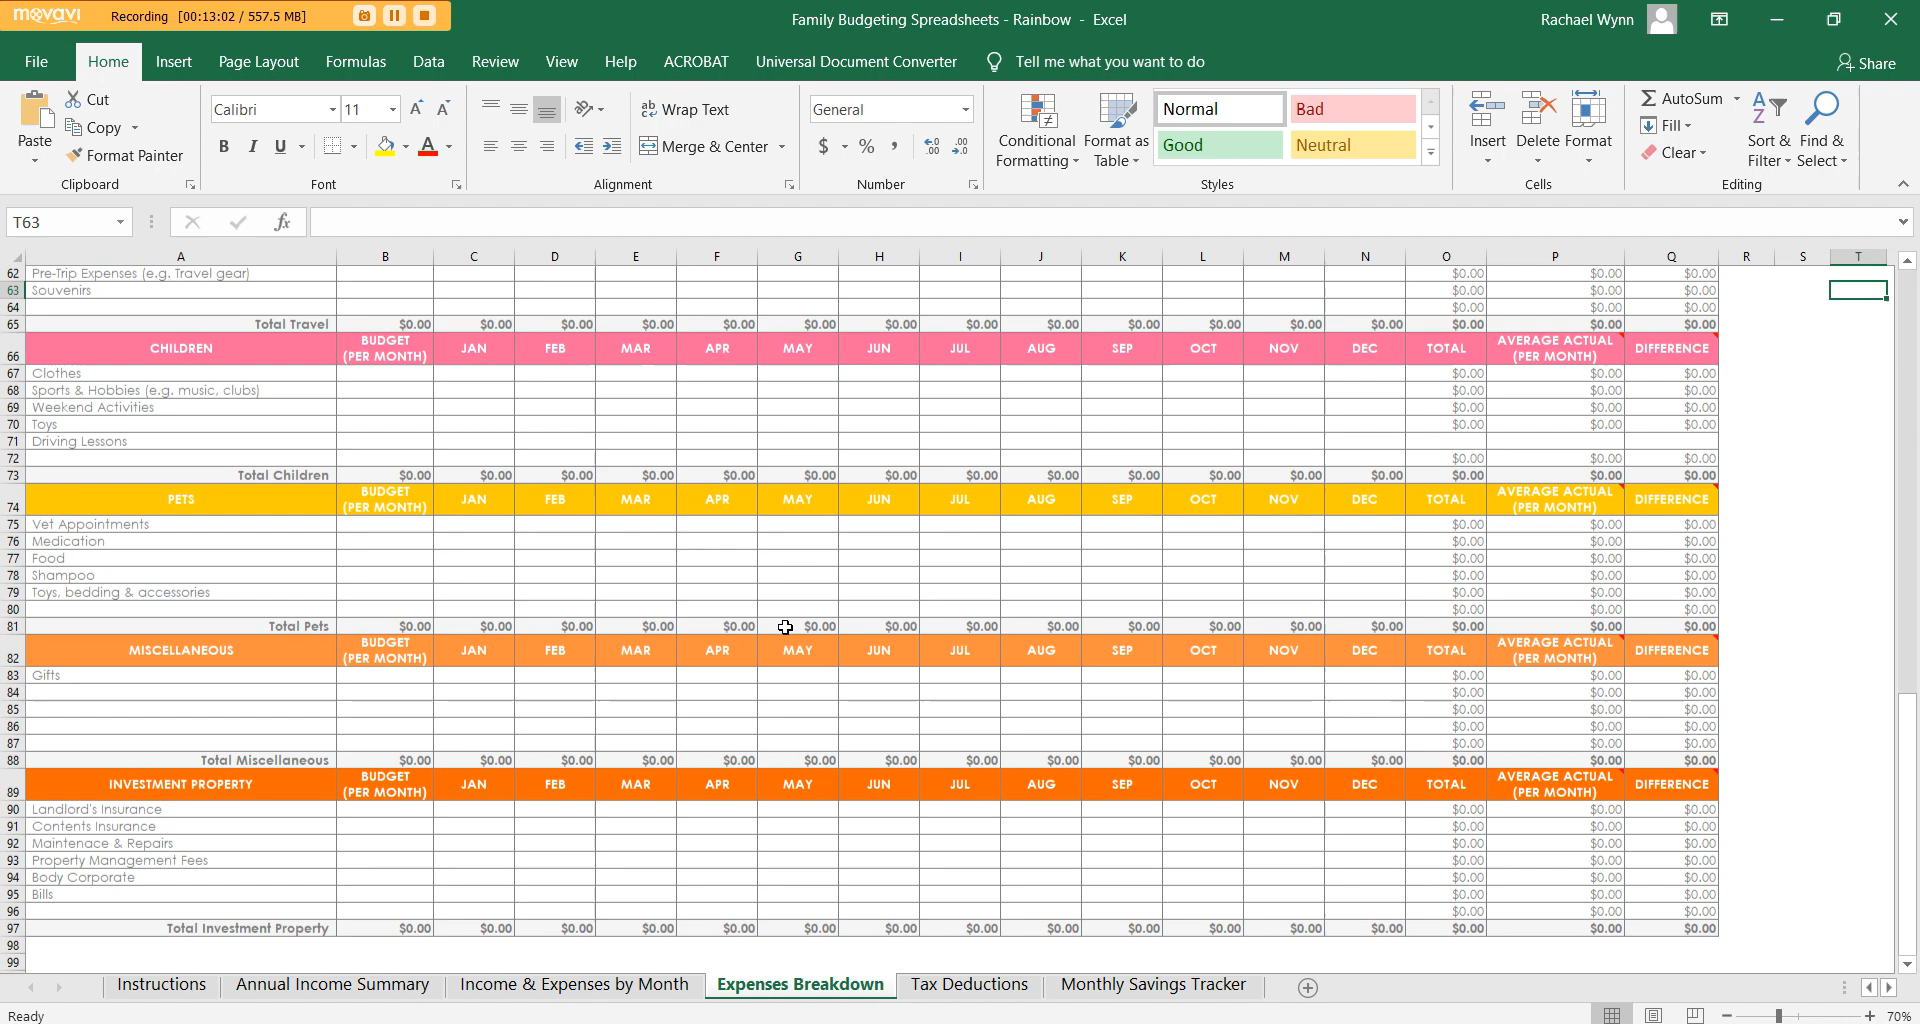 movavi Recording [00:13:02 / 557.5 MB] Family Budgeting Spreadsheets - Rainbow - Excel Rachael Wynn
File Home Insert Page Layout Formulas Data Review View Help ACROBAT Universal Document Converter Tell me what you want to do Share
Cut Calibri 11 Wrap Text General Normal Bad AutoSum
Copy Conditional Formatting Format as Table Insert Delete Format Fill Sort & Filter Find & Select
Paste Format Painter B I U Merge & Center $ % , Good Neutral Clear
Clipboard Font Alignment Number Styles Cells Editing
T63 fx
A B C D E F G H I J K L M N O P Q R S T
62 Pre-Trip Expenses (e.g. Travel gear) $0.00 $0.00 $0.00
63 Souvenirs $0.00 $0.00 $0.00
64 $0.00 $0.00 $0.00
65 Total Travel $0.00 $0.00 $0.00 $0.00 $0.00 $0.00 $0.00 $0.00 $0.00 $0.00 $0.00 $0.00 $0.00 $0.00 $0.00 $0.00
66 CHILDREN BUDGET (PER MONTH) JAN FEB MAR APR MAY JUN JUL AUG SEP OCT NOV DEC TOTAL AVERAGE ACTUAL (PER MONTH) DIFFERENCE
67 Clothes $0.00 $0.00 $0.00
68 Sports & Hobbies (e.g. music, clubs) $0.00 $0.00 $0.00
69 Weekend Activities $0.00 $0.00 $0.00
70 Toys $0.00 $0.00 $0.00
71 Driving Lessons
72 $0.00 $0.00 $0.00
73 Total Children $0.00 $0.00 $0.00 $0.00 $0.00 $0.00 $0.00 $0.00 $0.00 $0.00 $0.00 $0.00 $0.00 $0.00 $0.00 $0.00
74 PETS BUDGET (PER MONTH) JAN FEB MAR APR MAY JUN JUL AUG SEP OCT NOV DEC TOTAL AVERAGE ACTUAL (PER MONTH) DIFFERENCE
75 Vet Appointments $0.00 $0.00 $0.00
76 Medication $0.00 $0.00 $0.00
77 Food $0.00 $0.00 $0.00
78 Shampoo $0.00 $0.00 $0.00
79 Toys, bedding & accessories $0.00 $0.00 $0.00
80 $0.00 $0.00 $0.00
81 Total Pets $0.00 $0.00 $0.00 $0.00 $0.00 $0.00 $0.00 $0.00 $0.00 $0.00 $0.00 $0.00 $0.00 $0.00 $0.00 $0.00
82 MISCELLANEOUS BUDGET (PER MONTH) JAN FEB MAR APR MAY JUN JUL AUG SEP OCT NOV DEC TOTAL AVERAGE ACTUAL (PER MONTH) DIFFERENCE
83 Gifts $0.00 $0.00 $0.00
84 $0.00 $0.00 $0.00
85 $0.00 $0.00 $0.00
86 $0.00 $0.00 $0.00
87 $0.00 $0.00 $0.00
88 Total Miscellaneous $0.00 $0.00 $0.00 $0.00 $0.00 $0.00 $0.00 $0.00 $0.00 $0.00 $0.00 $0.00 $0.00 $0.00 $0.00 $0.00
89 INVESTMENT PROPERTY BUDGET (PER MONTH) JAN FEB MAR APR MAY JUN JUL AUG SEP OCT NOV DEC TOTAL AVERAGE ACTUAL (PER MONTH) DIFFERENCE
90 Landlord's Insurance $0.00 $0.00 $0.00
91 Contents Insurance $0.00 $0.00 $0.00
92 Maintenace & Repairs $0.00 $0.00 $0.00
93 Property Management Fees $0.00 $0.00 $0.00
94 Body Corporate $0.00 $0.00 $0.00
95 Bills $0.00 $0.00 $0.00
96 $0.00 $0.00 $0.00
97 Total Investment Property $0.00 $0.00 $0.00 $0.00 $0.00 $0.00 $0.00 $0.00 $0.00 $0.00 $0.00 $0.00 $0.00 $0.00 $0.00 $0.00
98
99
Instructions Annual Income Summary Income & Expenses by Month Expenses Breakdown Tax Deductions Monthly Savings Tracker
Ready 70%